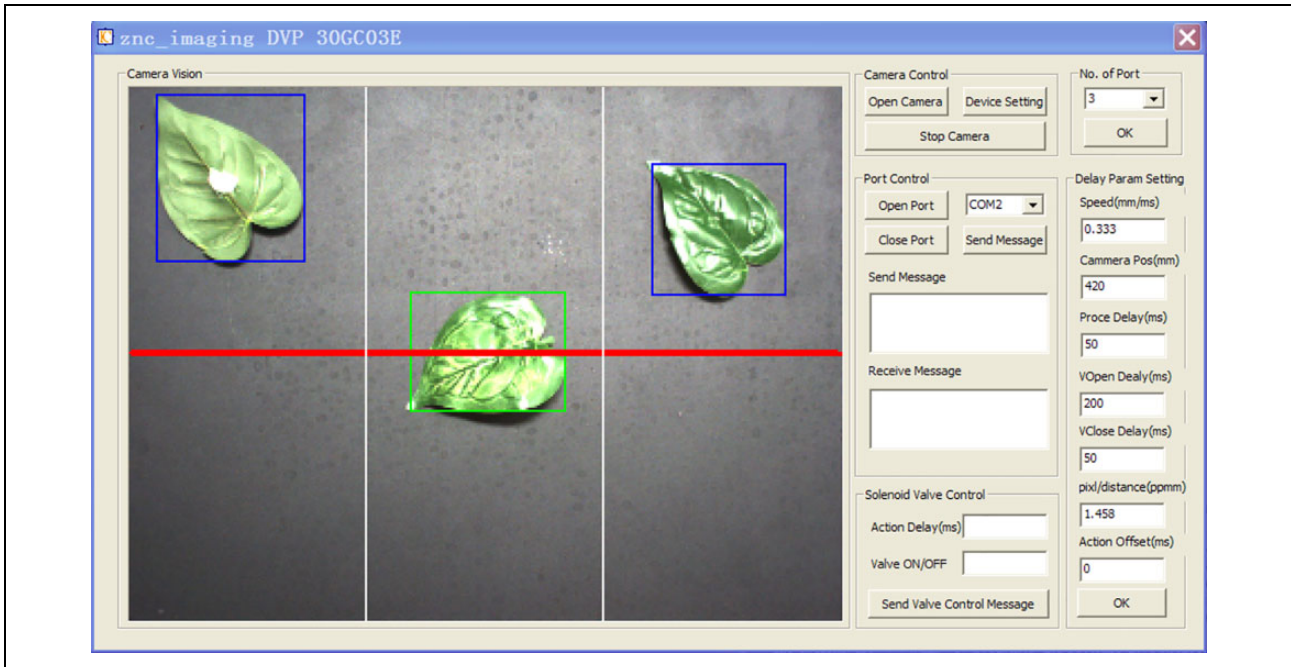 znc_imaging DVP 30GC03E
Camera Vision
Camera Control
Open Camera
Device Setting
Stop Camera
No. of Port
3
OK
Port Control
Open Port
COM2
Close Port
Send Message
Send Message
Receive Message
Solenoid Valve Control
Action Delay(ms)
Valve ON/OFF
Send Valve Control Message
Delay Param Setting
Speed(mm/ms)
0.333
Cammera Pos(mm)
420
Proce Delay(ms)
50
VOpen Dealy(ms)
200
VClose Delay(ms)
50
pixl/distance(ppmm)
1.458
Action Offset(ms)
0
OK